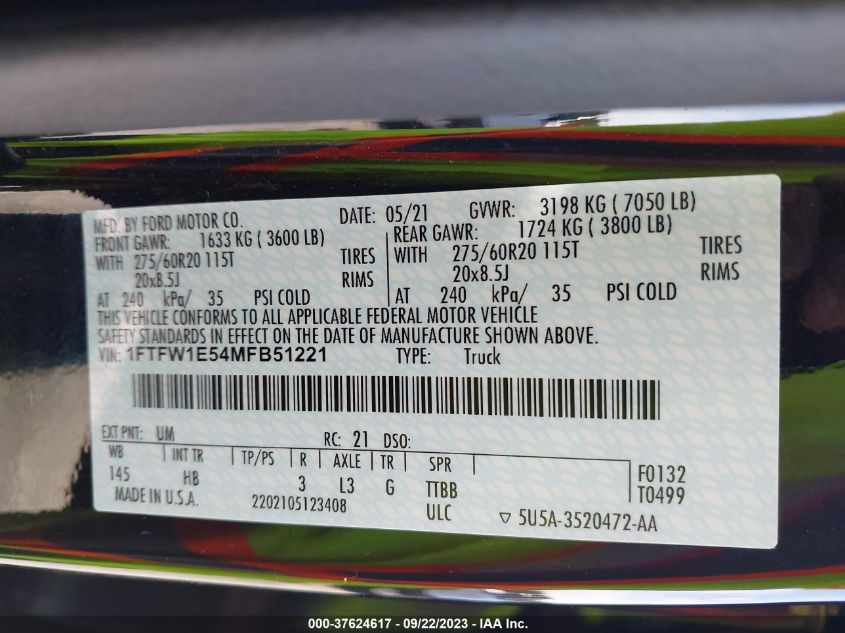 MFD. BY FORD MOTOR CO. DATE: 05/21 GVWR: 3198 KG ( 7050 LB)
FRONT GAWR: 1633 KG ( 3600 LB) REAR GAWR: 1724 KG ( 3800 LB)
WITH 275/60R20 115T TIRES WITH 275/60R20 115T TIRES
20x8.5J RIMS 20x8.5J RIMS
AT 240 kPa/ 35 PSI COLD AT 240 kPa/ 35 PSI COLD
THIS VEHICLE CONFORMS TO ALL APPLICABLE FEDERAL MOTOR VEHICLE
SAFETY STANDARDS IN EFFECT ON THE DATE OF MANUFACTURE SHOWN ABOVE.
VIN: 1FTFW1E54MFB51221 TYPE: Truck
EXT PNT: UM RC: 21 DSO:
WB INT TR TP/PS R AXLE TR SPR F0132
145 HB 3 L3 G TTBB T0499
MADE IN U.S.A. 2202105123408 ULC ▽ 5U5A-3520472-AA
000-37624617 - 09/22/2023 - IAA Inc.